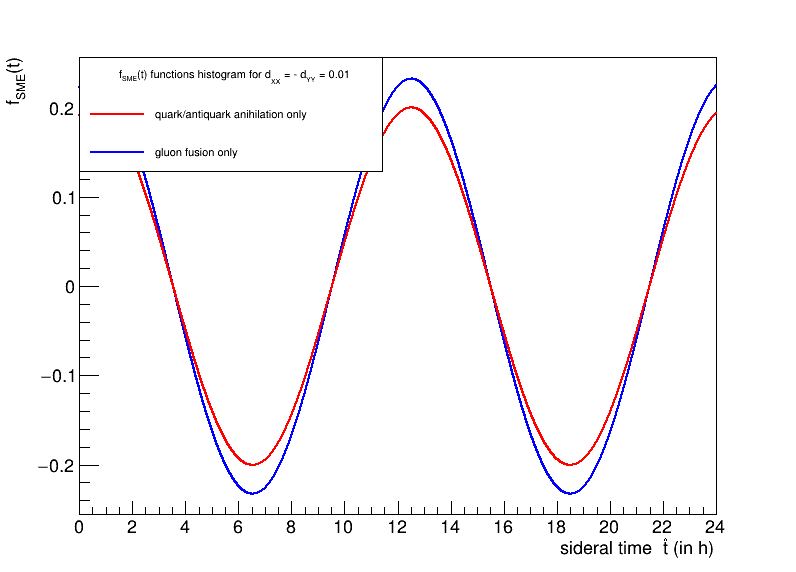 f_SME(t)
f_SME(t) functions histogram for d_XX = - d_YY = 0.01
quark/antiquark anihilation only
gluon fusion only
0.2
0.1
0
−0.1
−0.2
0 2 4 6 8 10 12 14 16 18 20 22 24
sideral time t̂ (in h)